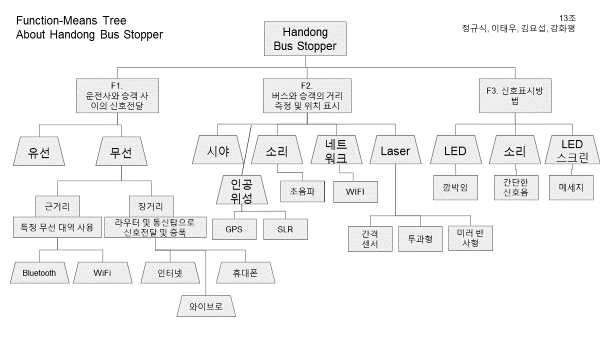 Function-Means Tree
About Handong Bus Stopper
13조
정규식, 이태우, 김요섭, 강화평
Handong
Bus Stopper
F1.
운전사와 승객 사
이의 신호전달
F2.
버스와 승객의 거리
측정 및 위치 표시
F3. 신호표시방
법
유선
무선
시야
소리
네트
워크
Laser
LED
소리
LED
스크린
인공
위성
초음파
WIFI
깜박임
간단한
신호음
메세지
근거리
장거리
특정 무선 대역 사용
라우터 및 통신탑으로
신호전달 및 증폭
GPS
SLR
간격
센서
투과형
미러 반
사형
Bluetooth
WiFi
인터넷
휴대폰
와이브로